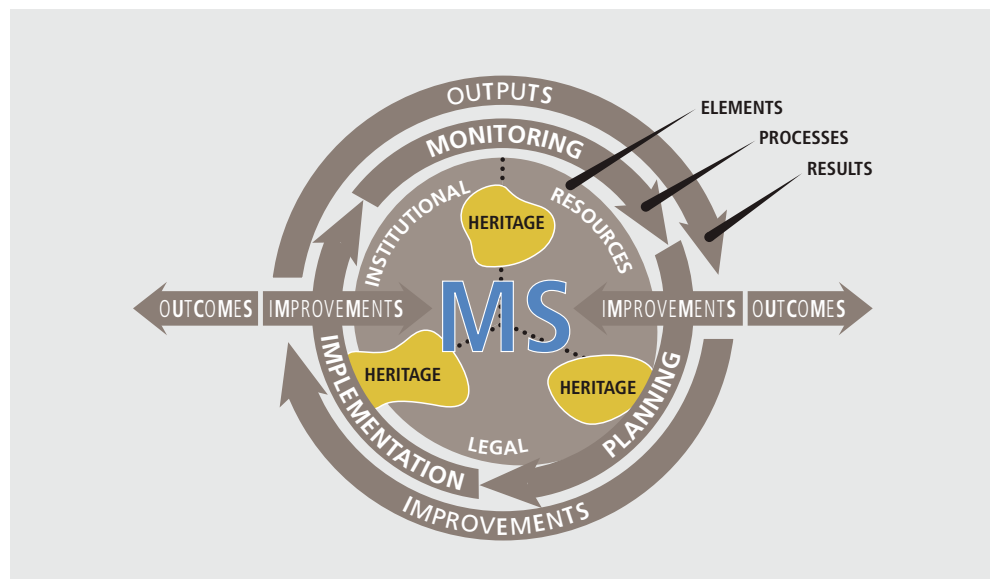 OUTPUTS
ELEMENTS
MONITORING
PROCESSES
RESULTS
INSTITUTIONAL
RESOURCES
HERITAGE
OUTCOMES
IMPROVEMENTS
MS
IMPROVEMENTS
OUTCOMES
HERITAGE
HERITAGE
IMPLEMENTATION
PLANNING
LEGAL
IMPROVEMENTS